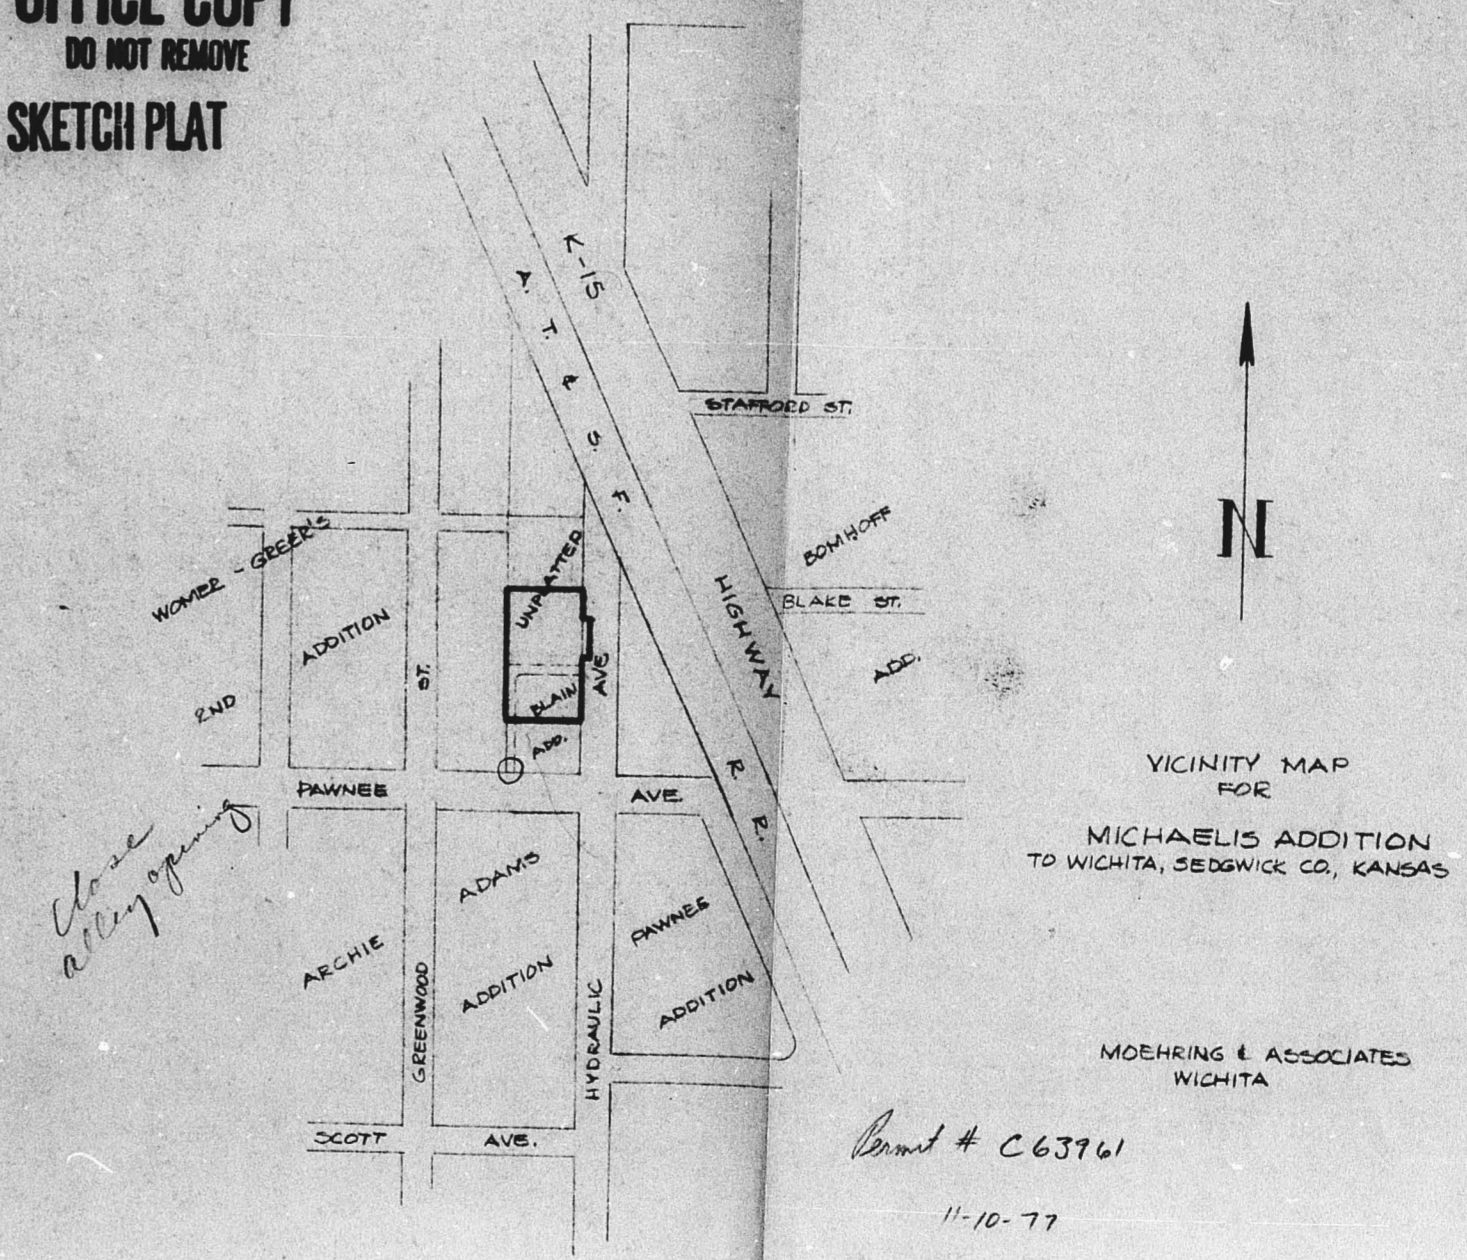 OFFICE COPY
DO NOT REMOVE
SKETCH PLAT
K-15
A. T. & S. F.
STAFFORD ST.
BOMHOFF
WOMER - GREER'S
UNPLATTED
HIGHWAY
BLAKE ST.
ADDITION
ADD.
ST.
AVE
BLAIN
2ND
ADD.
N
R. R.
PAWNEE
AVE.
VICINITY MAP
FOR
MICHAELIS ADDITION
TO WICHITA, SEDGWICK CO., KANSAS
Close
alley opening
ADAMS
ADDITION
ARCHIE
PAWNEE
ADDITION
GREENWOOD
HYDRAULIC
MOEHRING & ASSOCIATES
WICHITA
SCOTT AVE.
Permit # C63961
11-10-77